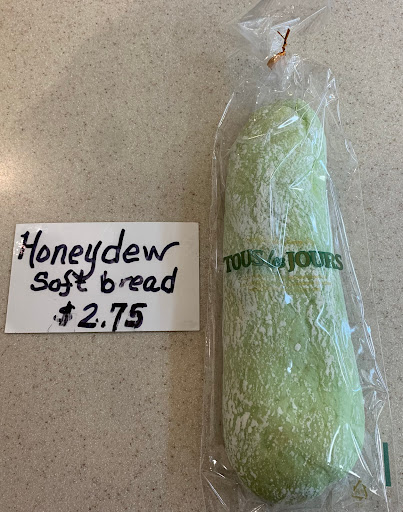 Honeydew
Soft bread
$2.75
TOUS les JOURS